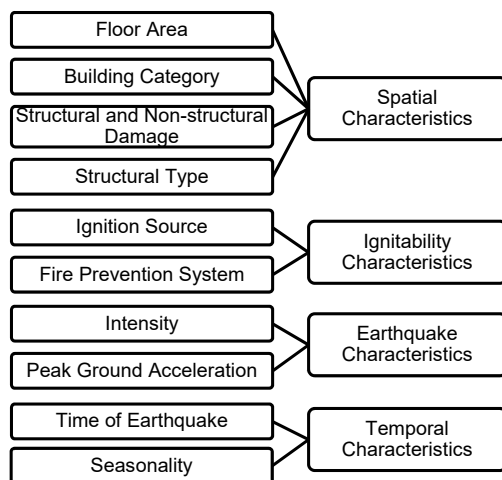 Floor Area
Building Category
Structural and Non-structural
Damage
Structural Type
Spatial
Characteristics
Ignition Source
Fire Prevention System
Ignitability
Characteristics
Intensity
Peak Ground Acceleration
Earthquake
Characteristics
Time of Earthquake
Seasonality
Temporal
Characteristics